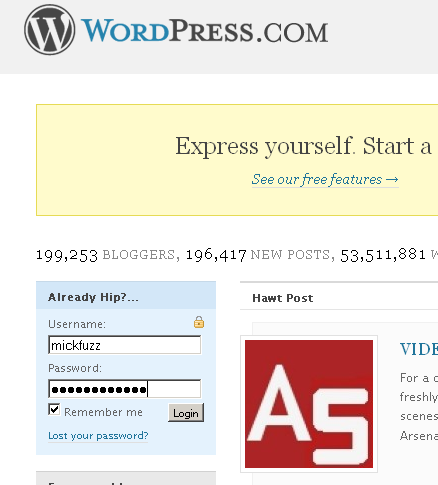 WORDPRESS.COM
Express yourself. Start a
See our free features →
199,253 BLOGGERS, 196,417 NEW POSTS, 53,511,881 W
Already Hip?...
Username:
mickfuzz
Password:
●●●●●●●●●●●●
Remember me
Login
Lost your password?
Hawt Post
AS
VIDE
For a c
freshly
scenes
Arsena